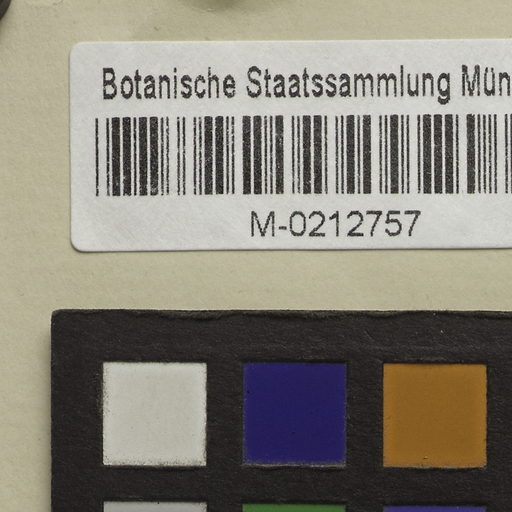 Botanische Staatssammlung Mün
M-0212757